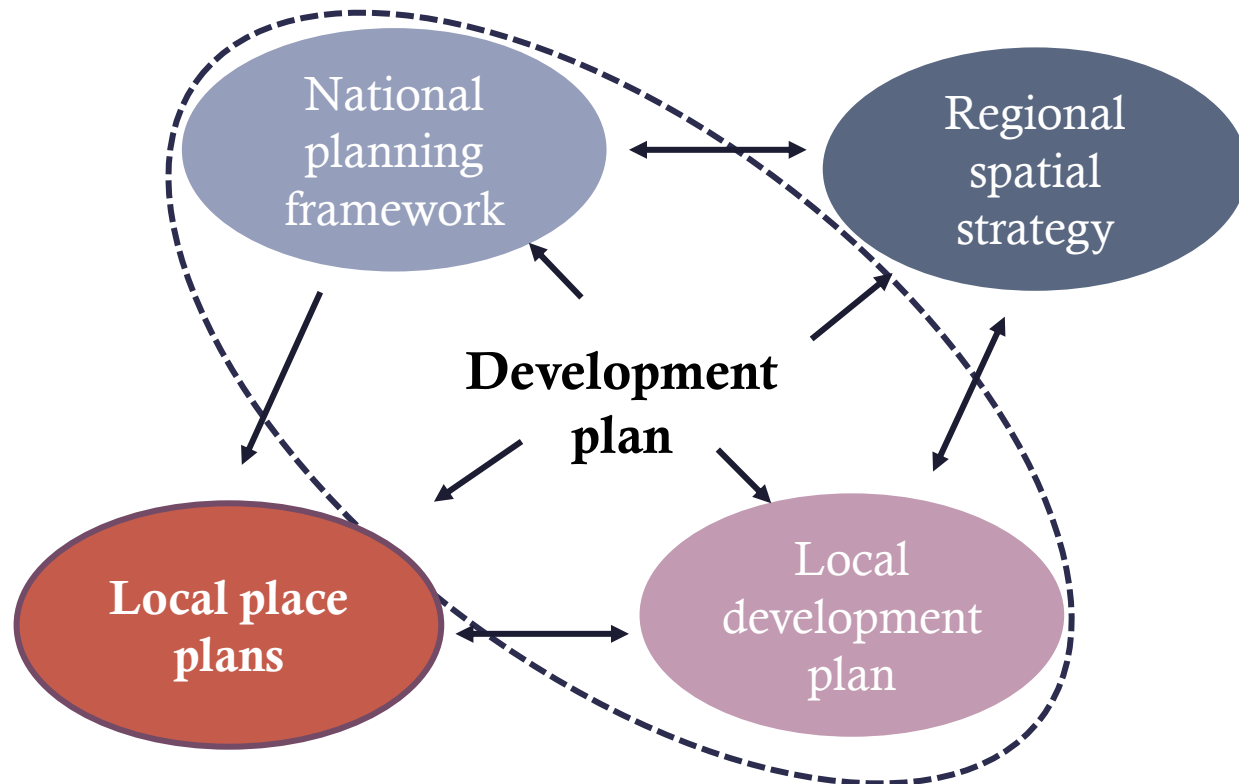 National
planning
framework
Regional
spatial
strategy
Development
plan
Local place
plans
Local
development
plan